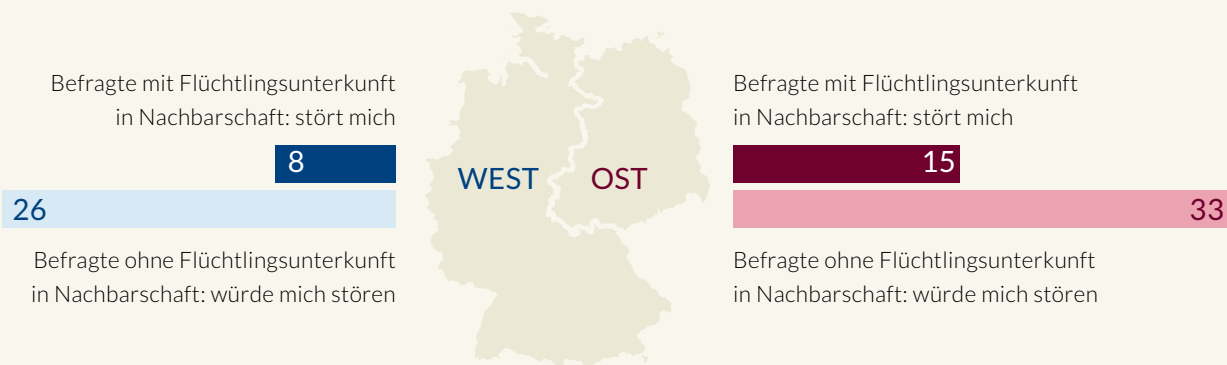 Befragte mit Flüchtlingsunterkunft
in Nachbarschaft: stört mich
8
26
Befragte ohne Flüchtlingsunterkunft
in Nachbarschaft: würde mich stören
WEST
OST
Befragte mit Flüchtlingsunterkunft
in Nachbarschaft: stört mich
15
33
Befragte ohne Flüchtlingsunterkunft
in Nachbarschaft: würde mich stören